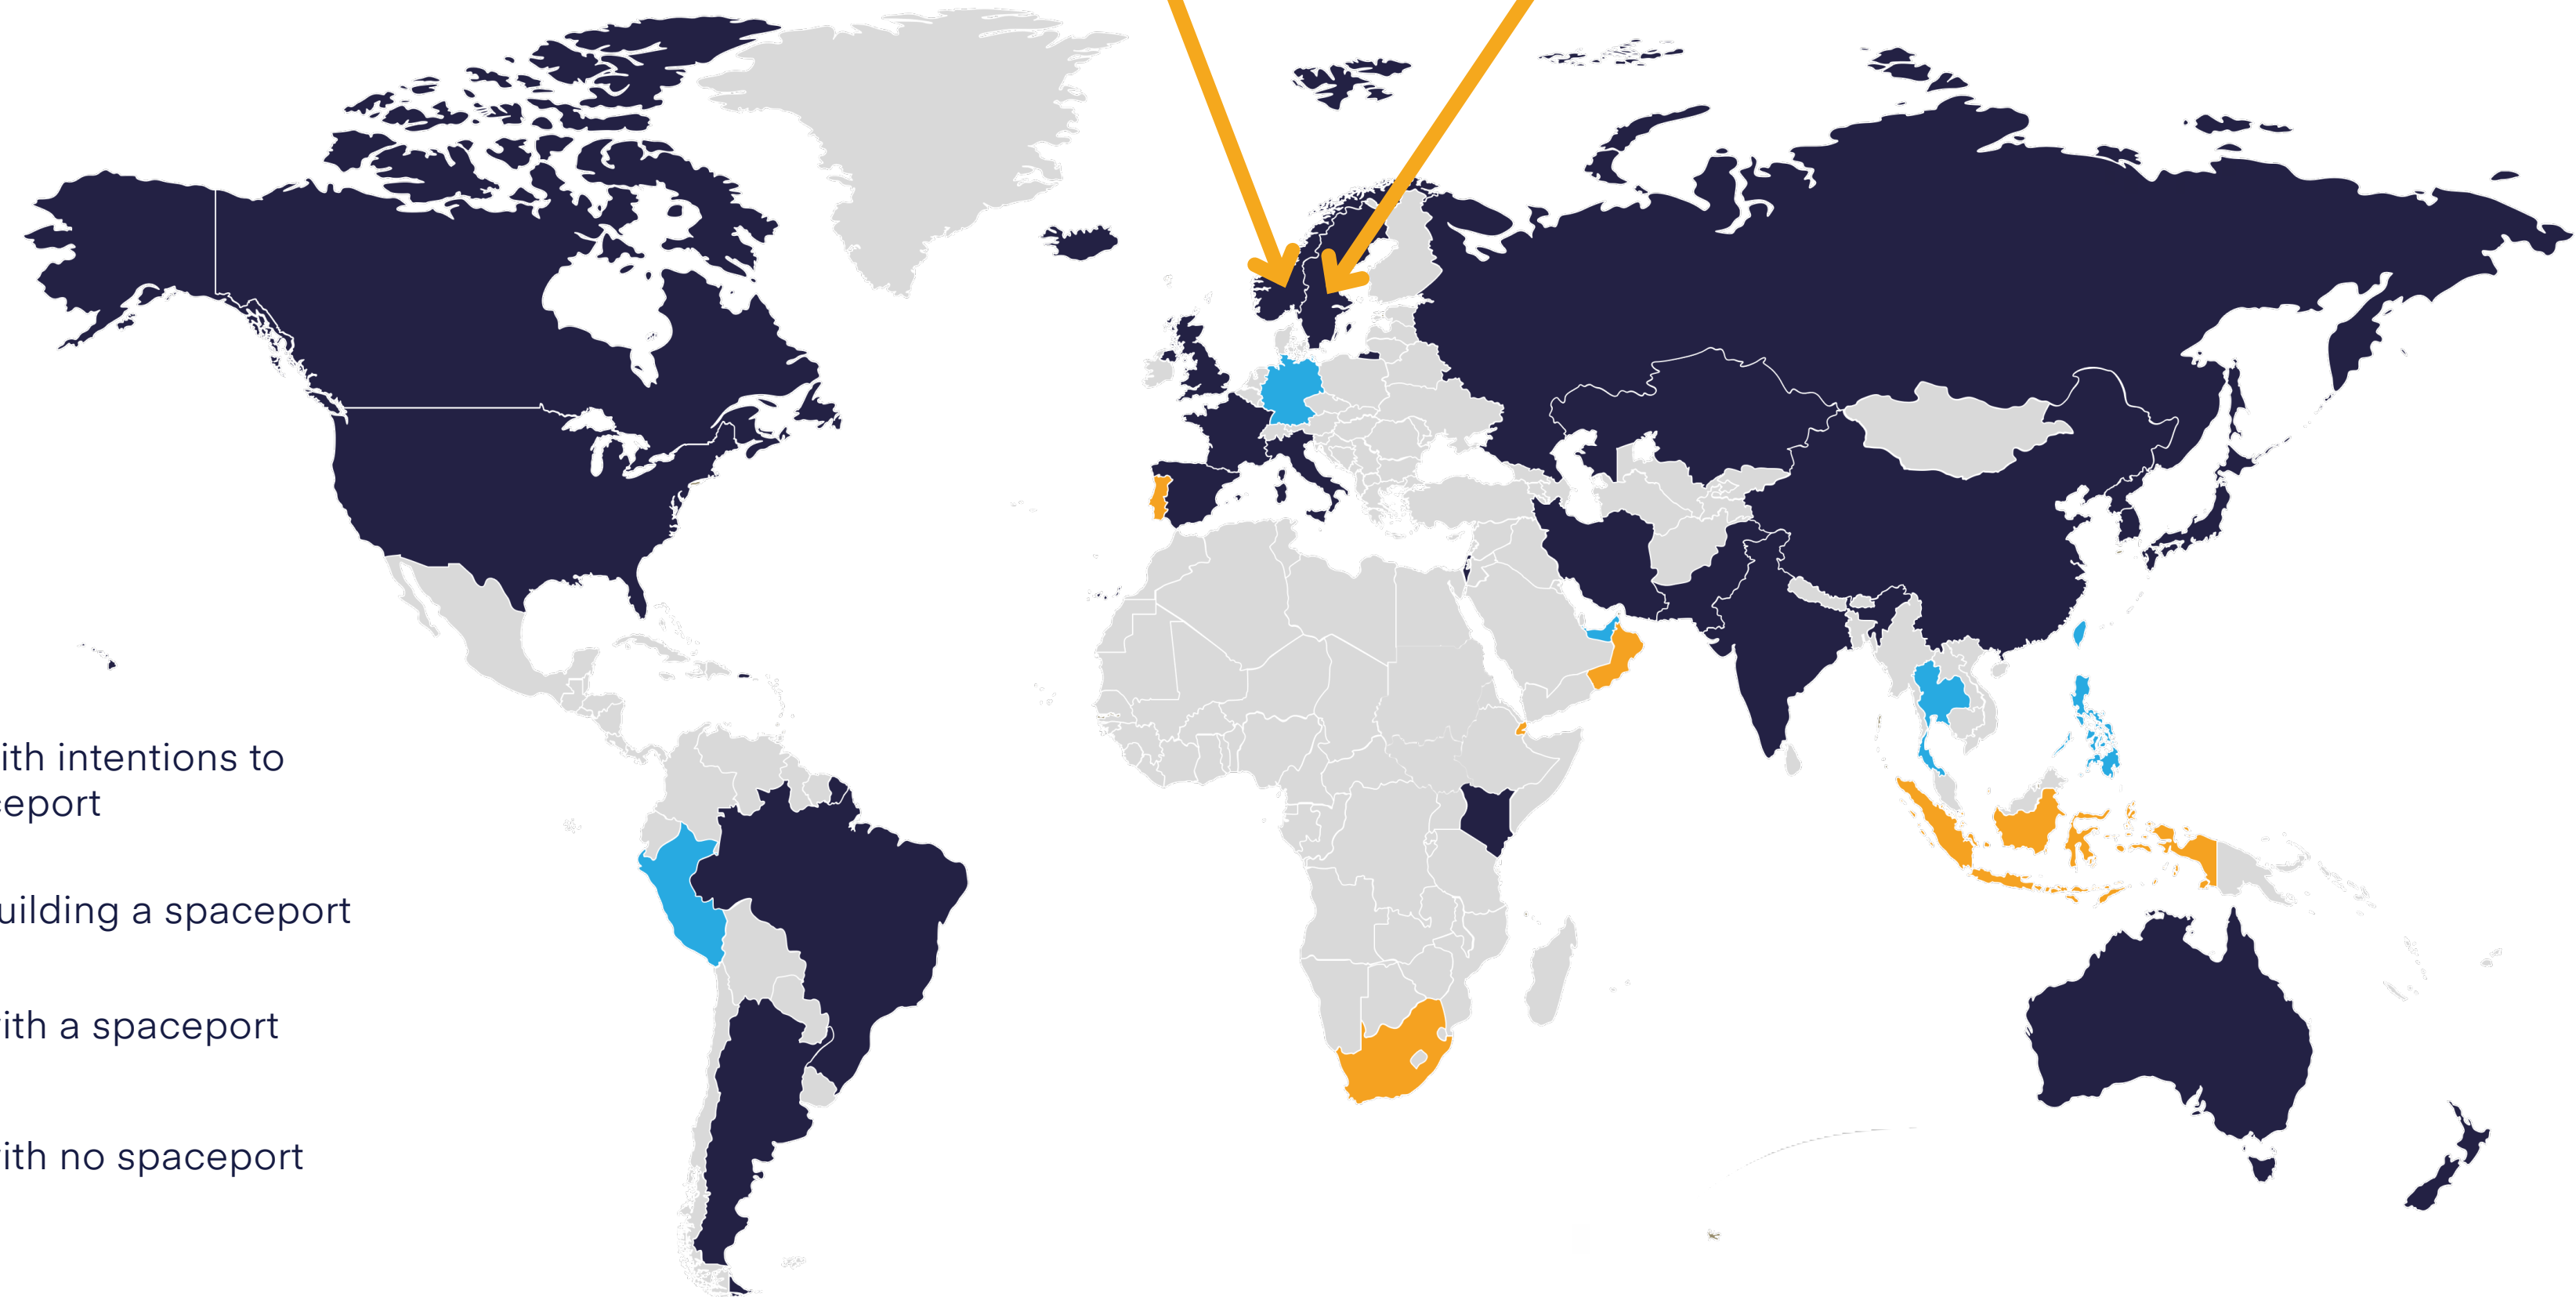 ith intentions to
eport
uilding a spaceport
ith a spaceport
ith no spaceport